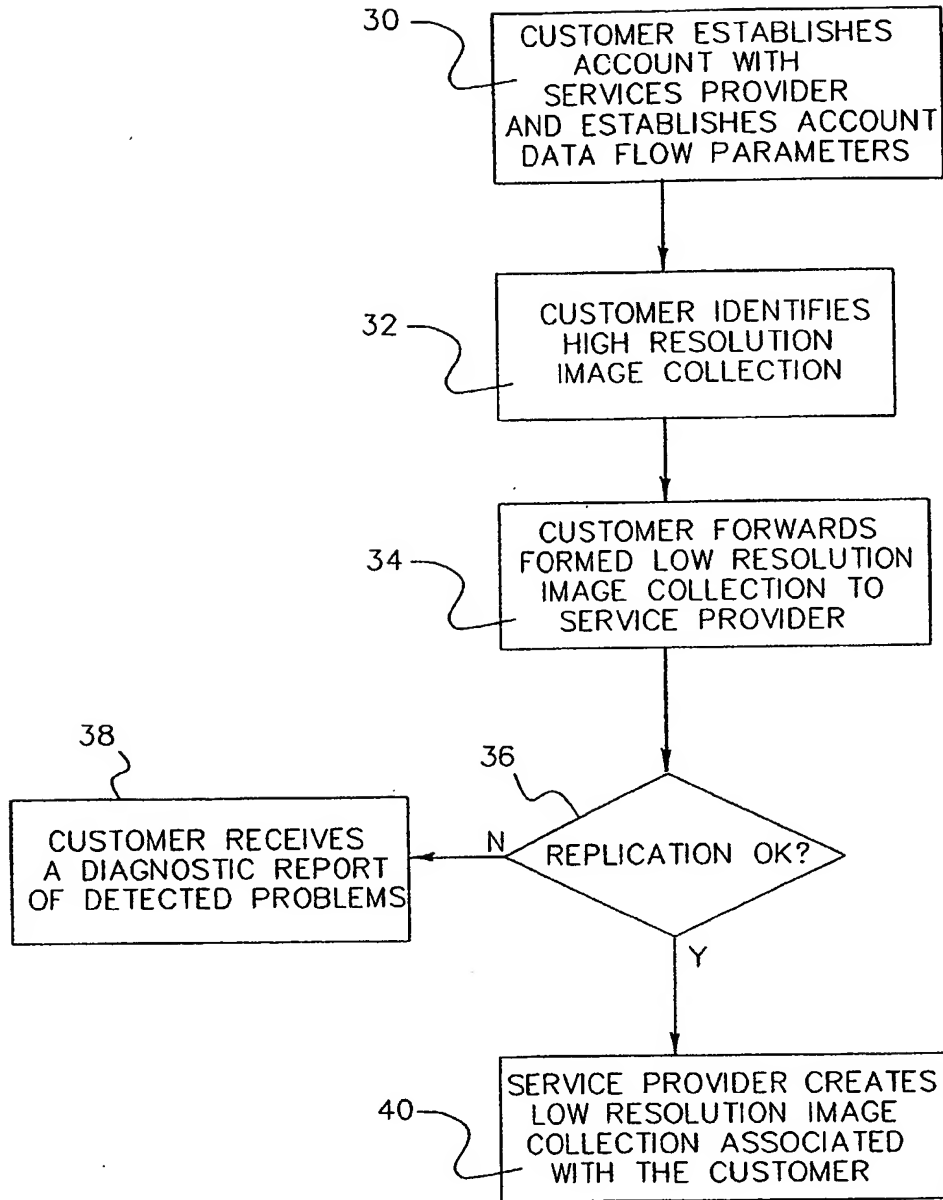 30
CUSTOMER ESTABLISHES
ACCOUNT WITH
SERVICES PROVIDER
AND ESTABLISHES ACCOUNT
DATA FLOW PARAMETERS
32
CUSTOMER IDENTIFIES
HIGH RESOLUTION
IMAGE COLLECTION
34
CUSTOMER FORWARDS
FORMED LOW RESOLUTION
IMAGE COLLECTION TO
SERVICE PROVIDER
36
REPLICATION OK?
N
38
CUSTOMER RECEIVES
A DIAGNOSTIC REPORT
OF DETECTED PROBLEMS
Y
40
SERVICE PROVIDER CREATES
LOW RESOLUTION IMAGE
COLLECTION ASSOCIATED
WITH THE CUSTOMER